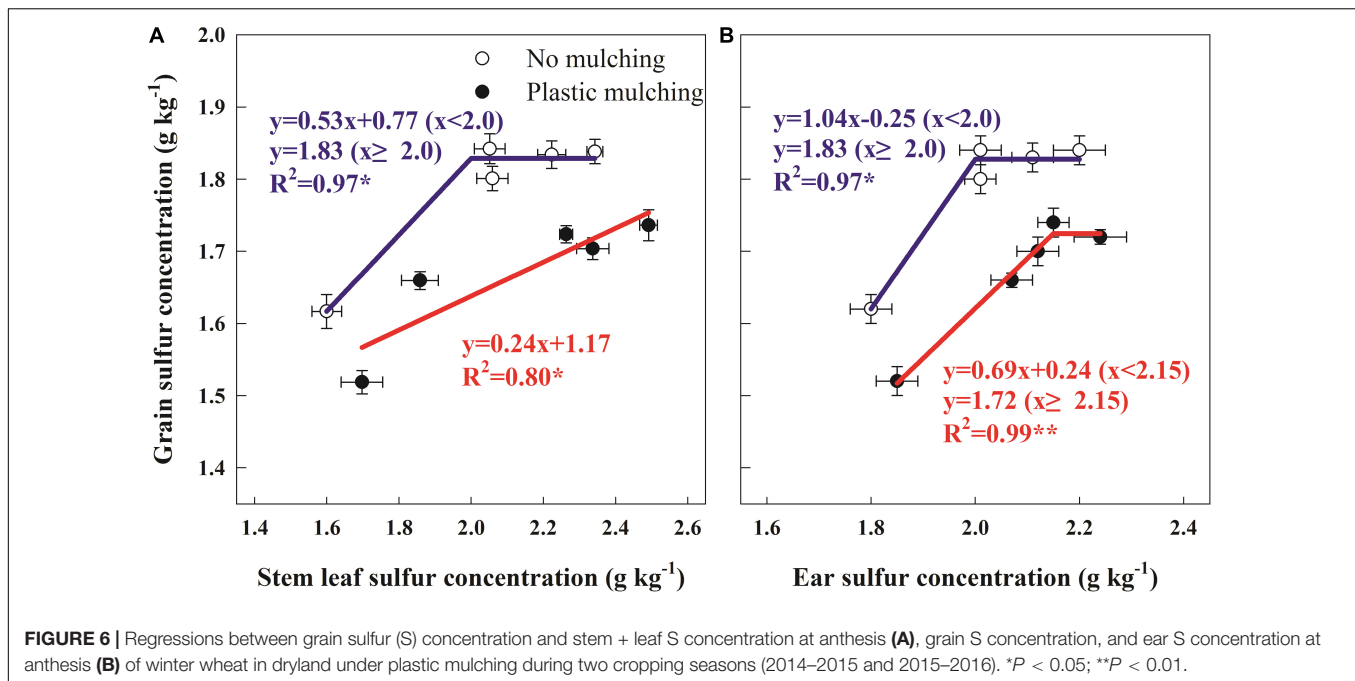 A
B
2.0
1.9
1.8
1.7
1.6
1.5
1.4
Grain sulfur concentration (g kg⁻¹)
No mulching
Plastic mulching
y=0.53x+0.77 (x<2.0)
y=1.83 (x≥ 2.0)
R²=0.97*
y=0.24x+1.17
R²=0.80*
1.4 1.6 1.8 2.0 2.2 2.4 2.6
Stem leaf sulfur concentration (g kg⁻¹)
y=1.04x-0.25 (x<2.0)
y=1.83 (x≥ 2.0)
R²=0.97*
y=0.69x+0.24 (x<2.15)
y=1.72 (x≥ 2.15)
R²=0.99**
1.6 1.8 2.0 2.2 2.4
Ear sulfur concentration (g kg⁻¹)
FIGURE 6 | Regressions between grain sulfur (S) concentration and stem + leaf S concentration at anthesis (A), grain S concentration, and ear S concentration at
anthesis (B) of winter wheat in dryland under plastic mulching during two cropping seasons (2014–2015 and 2015–2016). *P < 0.05; **P < 0.01.